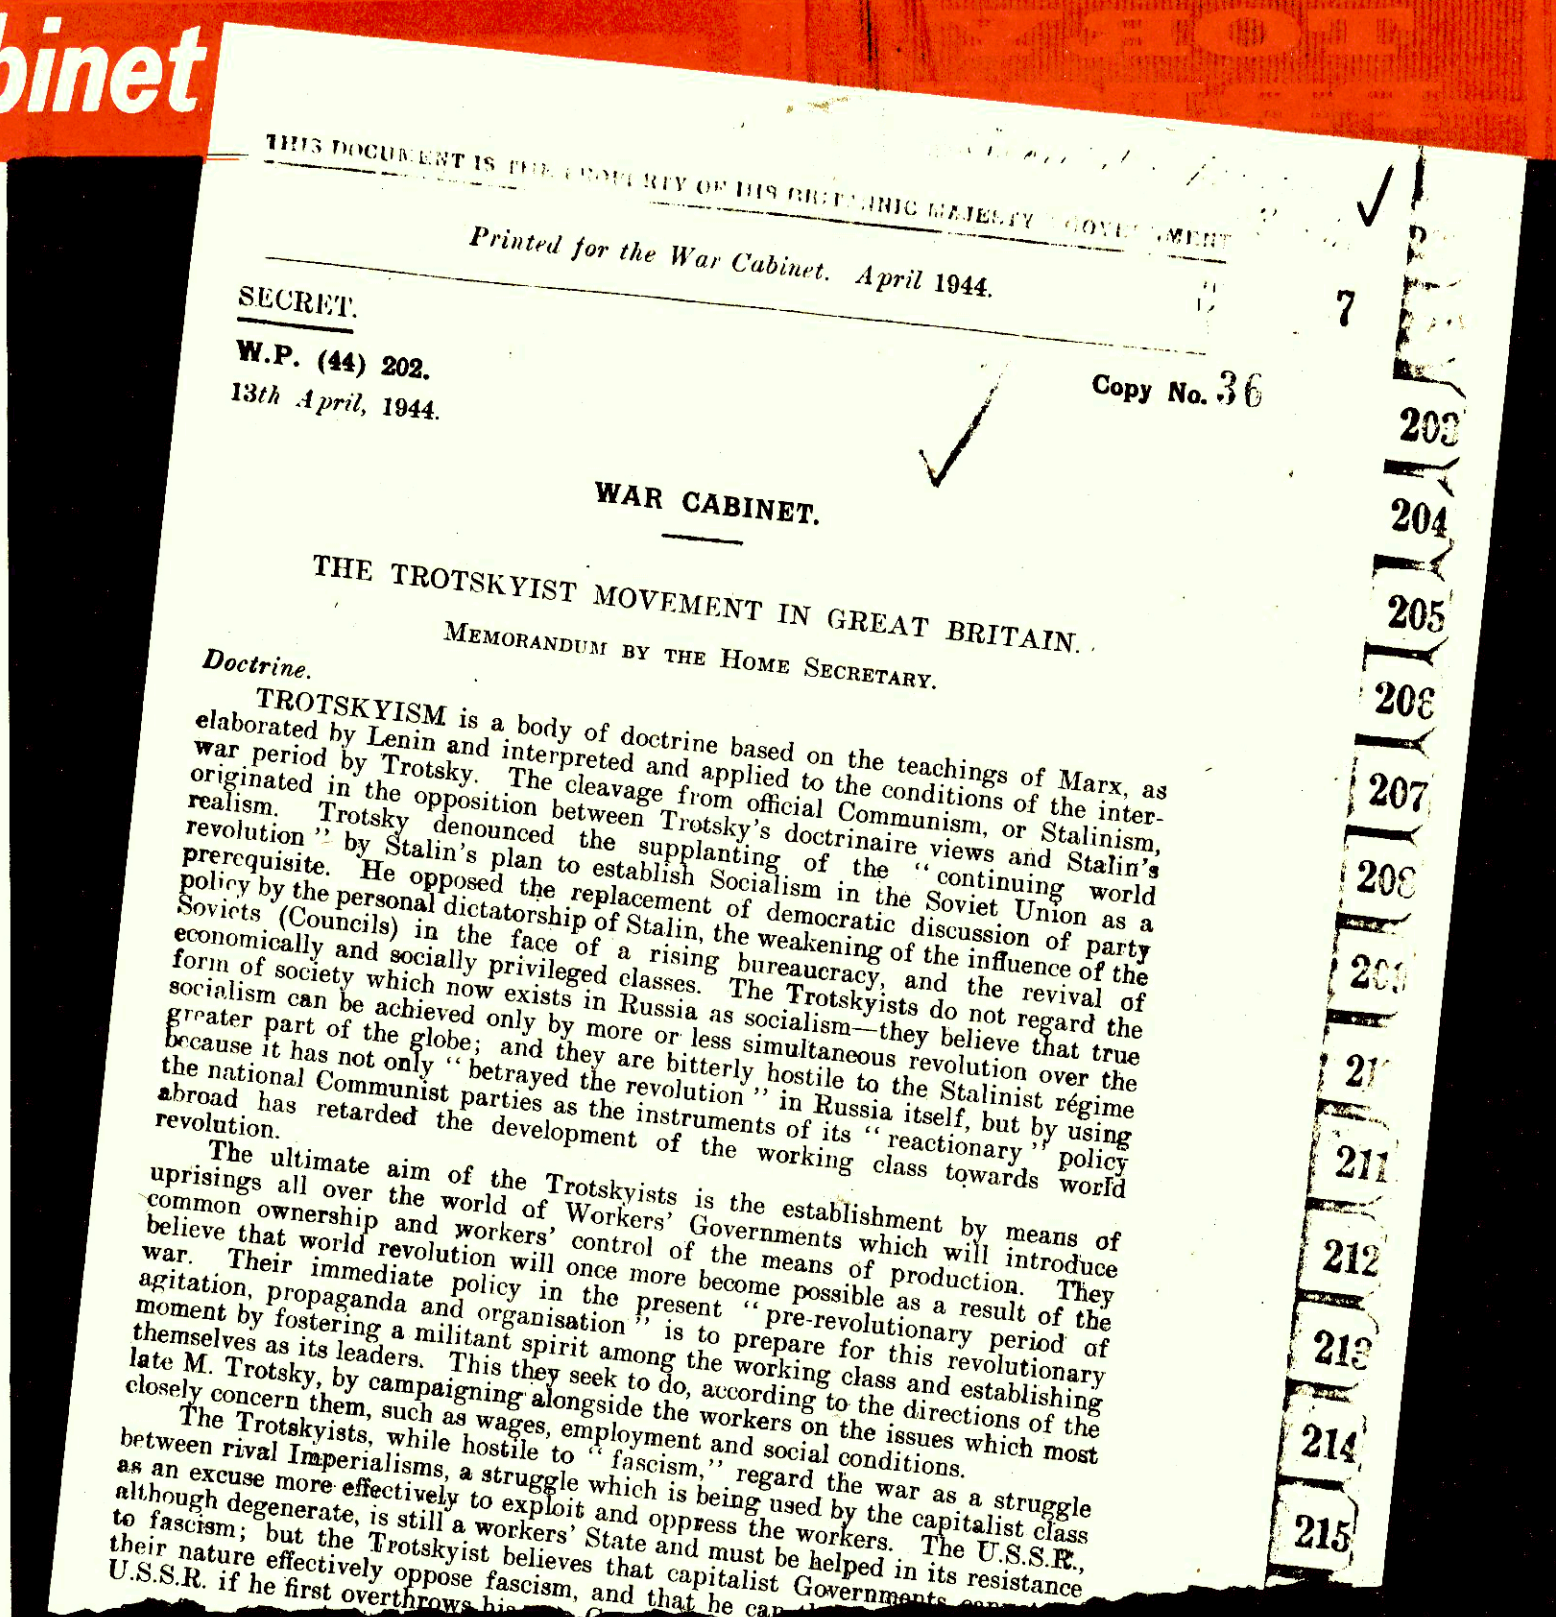 binet
THIS DOCUMENT IS THE PROPERTY OF HIS BRITANNIC MAJESTY'S GOVERNMENT
Printed for the War Cabinet. April 1944.
SECRET.
7
W.P. (44) 202.
Copy No. 36
13th April, 1944.
WAR CABINET.
THE TROTSKYIST MOVEMENT IN GREAT BRITAIN.
MEMORANDUM BY THE HOME SECRETARY.
Doctrine.
TROTSKYISM is a body of doctrine based on the teachings of Marx, as
elaborated by Lenin and interpreted and applied to the conditions of the inter-
war period by Trotsky. The cleavage from official Communism, or Stalinism,
originated in the opposition between Trotsky's doctrinaire views and Stalin's
realism. Trotsky denounced the supplanting of the "continuing world
revolution" by Stalin's plan to establish Socialism in the Soviet Union as a
prerequisite. He opposed the replacement of democratic discussion of party
policy by the personal dictatorship of Stalin, the weakening of the influence of the
Soviets (Councils) in the face of a rising bureaucracy, and the revival of
economically and socially privileged classes. The Trotskyists do not regard the
form of society which now exists in Russia as socialism—they believe that true
socialism can be achieved only by more or less simultaneous revolution over the
greater part of the globe; and they are bitterly hostile to the Stalinist régime
because it has not only "betrayed the revolution" in Russia itself, but by using
the national Communist parties as the instruments of its "reactionary" policy
abroad has retarded the development of the working class towards world
revolution.
The ultimate aim of the Trotskyists is the establishment by means of
uprisings all over the world of Workers' Governments which will introduce
common ownership and workers' control of the means of production. They
believe that world revolution will once more become possible as a result of the
war. Their immediate policy in the present "pre-revolutionary period of
agitation, propaganda and organisation" is to prepare for this revolutionary
moment by fostering a militant spirit among the working class and establishing
themselves as its leaders. This they seek to do, according to the directions of the
late M. Trotsky, by campaigning alongside the workers on the issues which most
closely concern them, such as wages, employment and social conditions.
The Trotskyists, while hostile to "fascism," regard the war as a struggle
between rival Imperialisms, a struggle which is being used by the capitalist class
as an excuse more effectively to exploit and oppress the workers. The U.S.S.R.,
although degenerate, is still a workers' State and must be helped in its resistance
to fascism; but the Trotskyist believes that capitalist Governments
their nature effectively oppose fascism, and that he can
U.S.S.R. if he first overthrows his
203
204
205
206
207
208
209
21
211
212
213
214
215